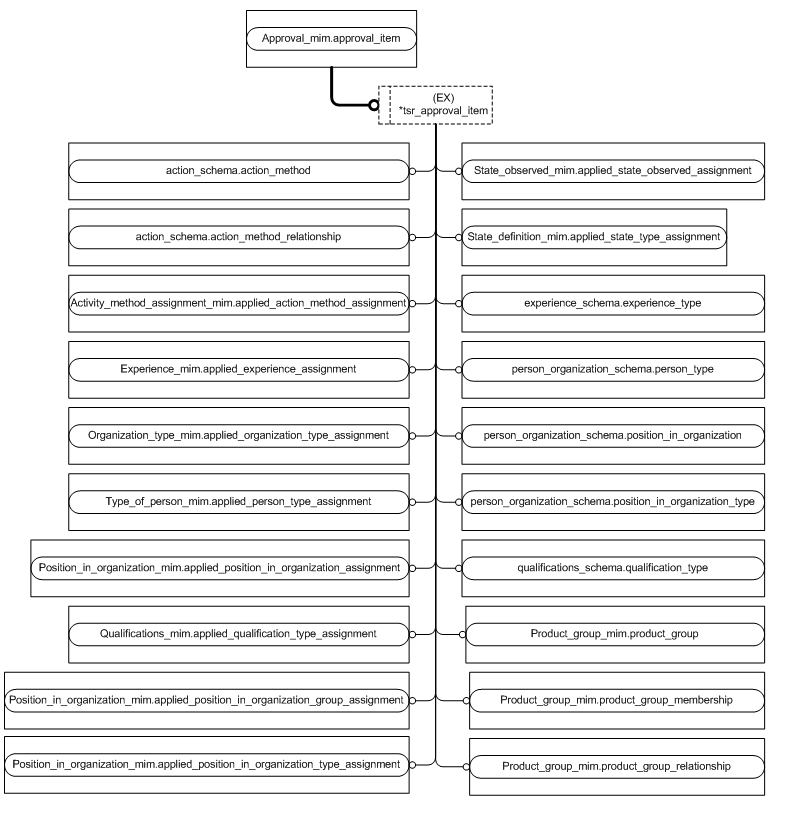 Approval_mim.approval_item
(EX)
*tsr_approval_item
action_schema.action_method
State_observed_mim.applied_state_observed_assignment
action_schema.action_method_relationship
State_definition_mim.applied_state_type_assignment
Activity_method_assignment_mim.applied_action_method_assignment
experience_schema.experience_type
Experience_mim.applied_experience_assignment
person_organization_schema.person_type
Organization_type_mim.applied_organization_type_assignment
person_organization_schema.position_in_organization
Type_of_person_mim.applied_person_type_assignment
person_organization_schema.position_in_organization_type
Position_in_organization_mim.applied_position_in_organization_assignment
qualifications_schema.qualification_type
Qualifications_mim.applied_qualification_type_assignment
Product_group_mim.product_group
Position_in_organization_mim.applied_position_in_organization_group_assignment
Product_group_mim.product_group_membership
Position_in_organization_mim.applied_position_in_organization_type_assignment
Product_group_mim.product_group_relationship